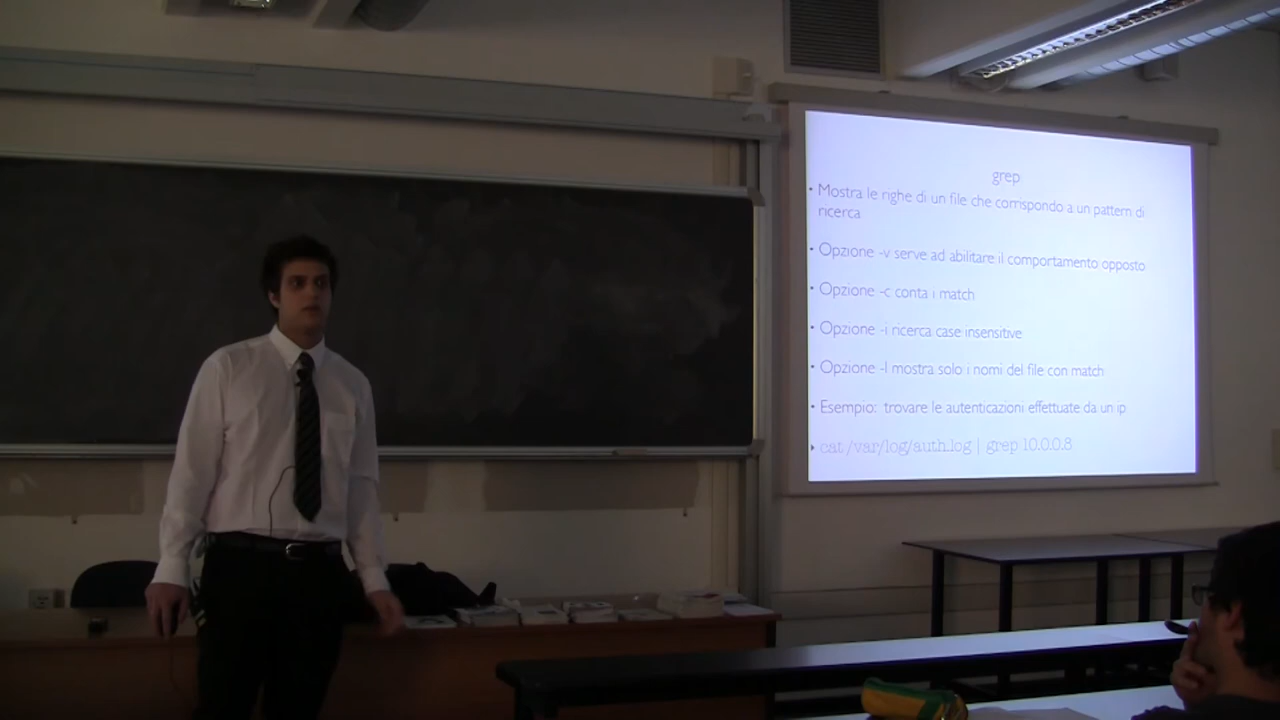 grep
• Mostra le righe di un file che corrispondo a un pattern di
ricerca
• Opzione -v serve ad abilitare il comportamento opposto
• Opzione -c conta i match
• Opzione -i ricerca case insensitive
• Opzione -l mostra solo i nomi del file con match
• Esempio: trovare le autenticazioni effettuate da un ip
• cat /var/log/auth.log | grep 10.0.0.8